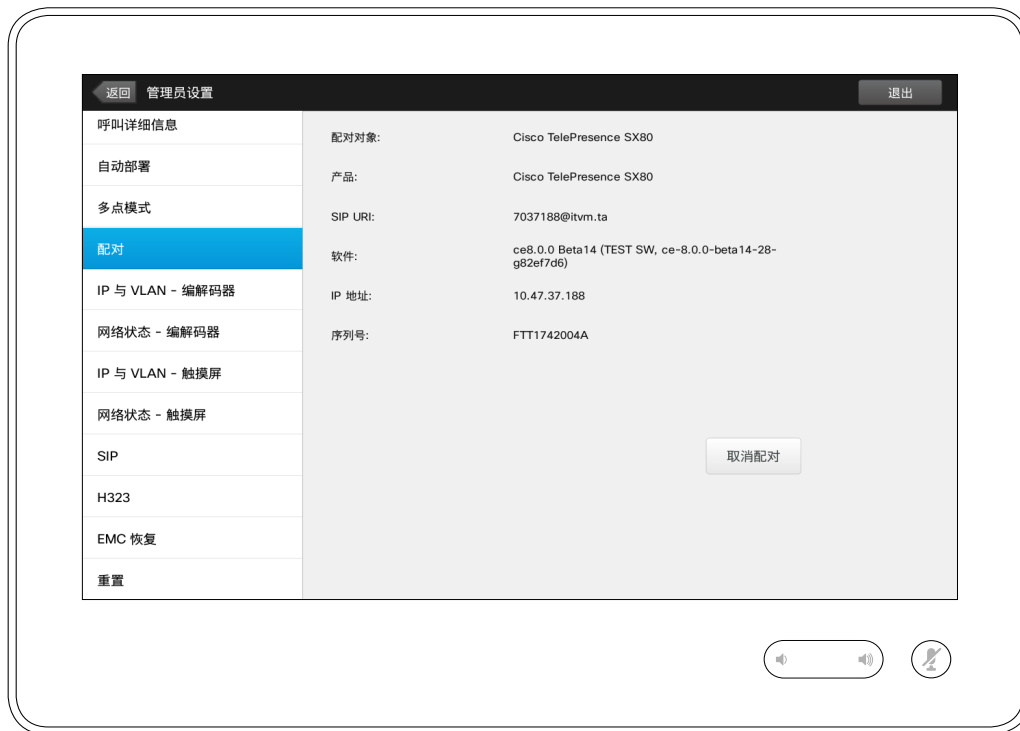 返回 管理员设置 退出
呼叫详细信息
自动部署
多点模式
配对
IP 与 VLAN - 编解码器
网络状态 - 编解码器
IP 与 VLAN - 触摸屏
网络状态 - 触摸屏
SIP
H323
EMC 恢复
重置
配对对象: Cisco TelePresence SX80
产品: Cisco TelePresence SX80
SIP URI: 7037188@itvm.ta
软件: ce8.0.0 Beta14 (TEST SW, ce-8.0.0-beta14-28-
g82ef7d6)
IP 地址: 10.47.37.188
序列号: FTT1742004A
取消配对